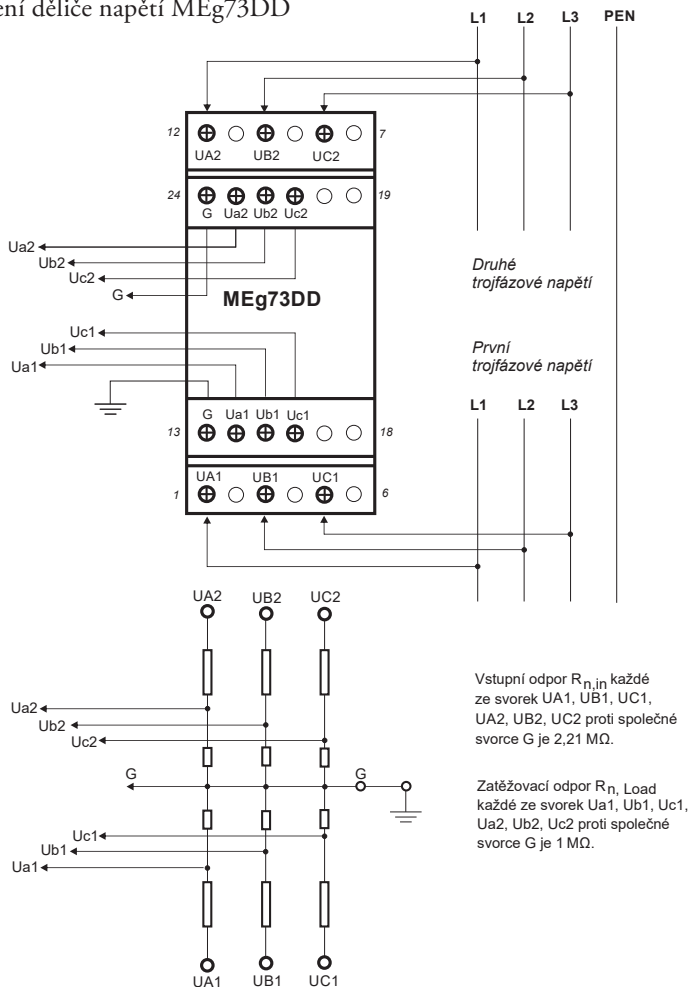 ení děliče napětí MEg73DD
L1 L2 L3 PEN
12 7
UA2 UB2 UC2
24 19
G Ua2 Ub2 Uc2
Ua2
Ub2
Uc2
G
MEg73DD
Druhé
trojfázové napětí
Uc1
Ub1
Ua1
První
trojfázové napětí
L1 L2 L3
G Ua1 Ub1 Uc1
13 18
UA1 UB1 UC1
1 6
UA2 UB2 UC2
Ua2
Ub2
Uc2
G G
Uc1
Ub1
Ua1
UA1 UB1 UC1
Vstupní odpor Rn,in každé
ze svorek UA1, UB1, UC1,
UA2, UB2, UC2 proti společné
svorce G je 2,21 MΩ.
Zatěžovací odpor Rn, Load
každé ze svorek Ua1, Ub1, Uc1,
Ua2, Ub2, Uc2 proti společné
svorce G je 1 MΩ.